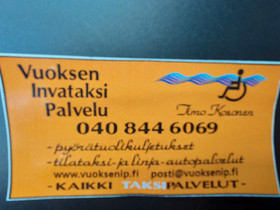 Vuoksen
Invataksi
Palvelu
Timo Kosonen
040 844 6069
-pyörätuolikuljetukset
-tilataksi-ja linja-autopalvelut
www.vuoksenip.fi posti@vuoksenip.fi
-KAIKKI TAKSIPALVELUT-